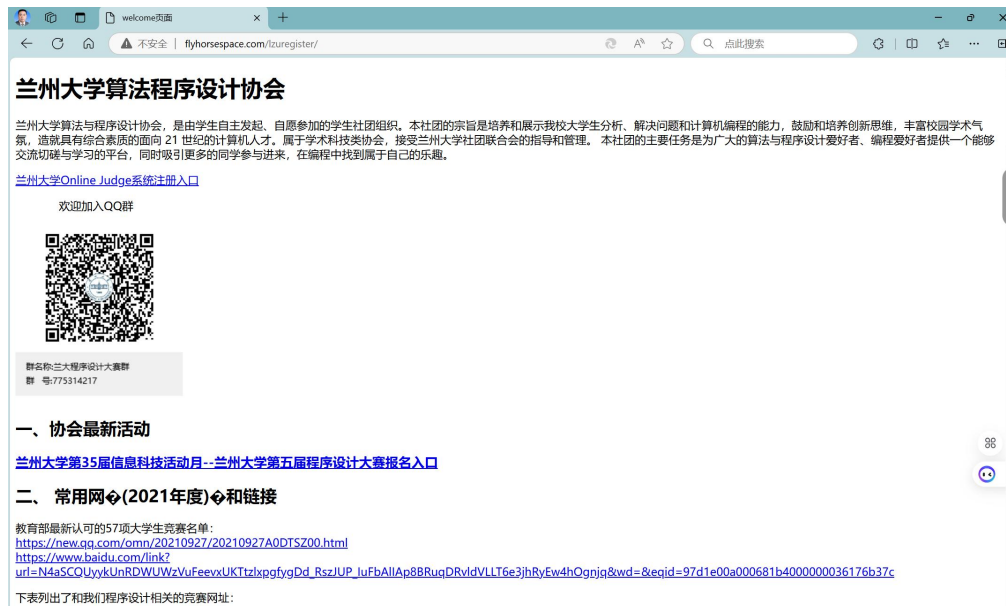 welcome页面
不安全 | flyhorsespace.com/lzuregister/
点此搜索
兰州大学算法程序设计协会
兰州大学算法与程序设计协会，是由学生自主发起、自愿参加的学生社团组织。本社团的宗旨是培养和展示我校大学生分析、解决问题和计算机编程的能力，鼓励和培养创新思维，丰富校园学术气
氛，造就具有综合素质的面向 21 世纪的计算机人才。属于学术科技类协会，接受兰州大学社团联合会的指导和管理。 本社团的主要任务是为广大的算法与程序设计爱好者、编程爱好者提供一个能够
交流切磋与学习的平台，同时吸引更多的同学参与进来，在编程中找到属于自己的乐趣。
兰州大学Online Judge系统注册入口
欢迎加入QQ群
群名称:兰大程序设计大赛群
群 号:775314217
一、协会最新活动
兰州大学第35届信息科技活动月--兰州大学第五届程序设计大赛报名入口
二、 常用网�(2021年度)�和链接
教育部最新认可的57项大学生竞赛名单：
https://new.qq.com/omn/20210927/20210927A0DTSZ00.html
https://www.baidu.com/link?
url=N4aSCQUyykUnRDWUWzVuFeevxUKTtzlxpgfygDd_RszJUP_luFbAlIAp8BRuqDRvldVLLT6e3jhRyEw4hOgnjq&wd=&eqid=97d1e00a000681b4000000036176b37c
下表列出了和我们程序设计相关的竞赛网址：